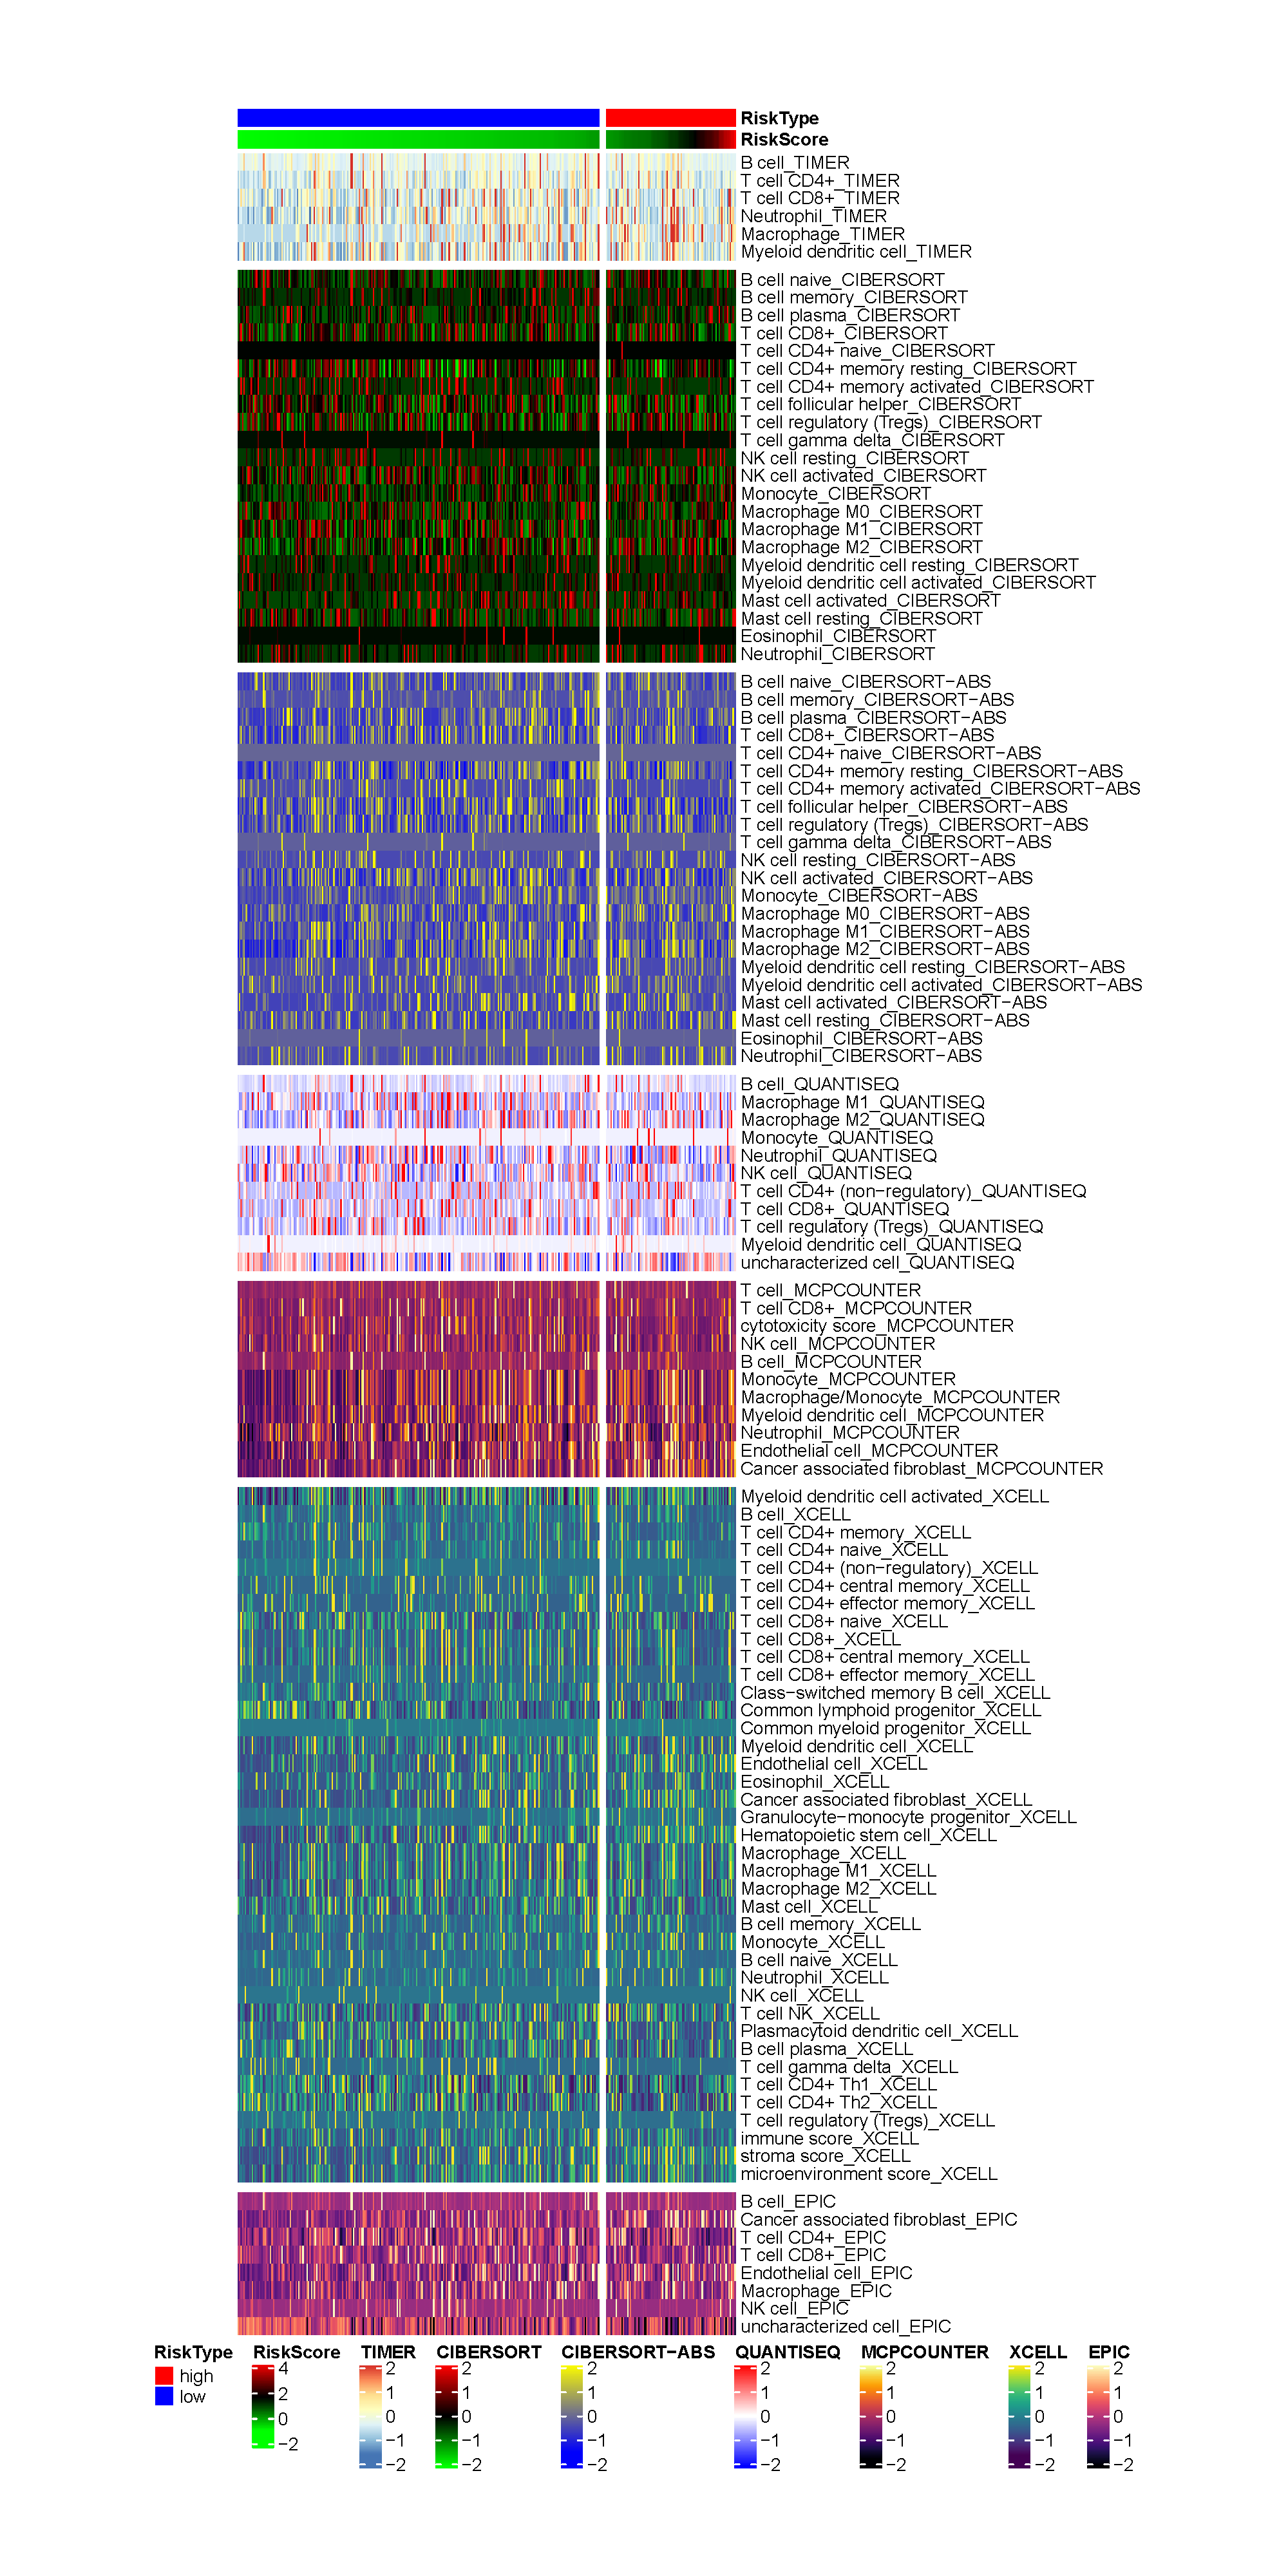 RiskType
RiskScore
B cell_TIMER
T cell CD4+_TIMER
T cell CD8+_TIMER
Neutrophil_TIMER
Macrophage_TIMER
Myeloid dendritic cell_TIMER
B cell naive_CIBERSORT
B cell memory_CIBERSORT
B cell plasma_CIBERSORT
T cell CD8+_CIBERSORT
T cell CD4+ naive_CIBERSORT
T cell CD4+ memory resting_CIBERSORT
T cell CD4+ memory activated_CIBERSORT
T cell follicular helper_CIBERSORT
T cell regulatory (Tregs)_CIBERSORT
T cell gamma delta_CIBERSORT
NK cell resting_CIBERSORT
NK cell activated_CIBERSORT
Monocyte_CIBERSORT
Macrophage M0_CIBERSORT
Macrophage M1_CIBERSORT
Macrophage M2_CIBERSORT
Myeloid dendritic cell resting_CIBERSORT
Myeloid dendritic cell activated_CIBERSORT
Mast cell activated_CIBERSORT
Mast cell resting_CIBERSORT
Eosinophil_CIBERSORT
Neutrophil_CIBERSORT
B cell naive_CIBERSORT−ABS
B cell memory_CIBERSORT−ABS
B cell plasma_CIBERSORT−ABS
T cell CD8+_CIBERSORT−ABS
T cell CD4+ naive_CIBERSORT−ABS
T cell CD4+ memory resting_CIBERSORT−ABS
T cell CD4+ memory activated_CIBERSORT−ABS
T cell follicular helper_CIBERSORT−ABS
T cell regulatory (Tregs)_CIBERSORT−ABS
T cell gamma delta_CIBERSORT−ABS
NK cell resting_CIBERSORT−ABS
NK cell activated_CIBERSORT−ABS
Monocyte_CIBERSORT−ABS
Macrophage M0_CIBERSORT−ABS
Macrophage M1_CIBERSORT−ABS
Macrophage M2_CIBERSORT−ABS
Myeloid dendritic cell resting_CIBERSORT−ABS
Myeloid dendritic cell activated_CIBERSORT−ABS
Mast cell activated_CIBERSORT−ABS
Mast cell resting_CIBERSORT−ABS
Eosinophil_CIBERSORT−ABS
Neutrophil_CIBERSORT−ABS
B cell_QUANTISEQ
Macrophage M1_QUANTISEQ
Macrophage M2_QUANTISEQ
Monocyte_QUANTISEQ
Neutrophil_QUANTISEQ
NK cell_QUANTISEQ
T cell CD4+ (non−regulatory)_QUANTISEQ
T cell CD8+_QUANTISEQ
T cell regulatory (Tregs)_QUANTISEQ
Myeloid dendritic cell_QUANTISEQ
uncharacterized cell_QUANTISEQ
T cell_MCPCOUNTER
T cell CD8+_MCPCOUNTER
cytotoxicity score_MCPCOUNTER
NK cell_MCPCOUNTER
B cell_MCPCOUNTER
Monocyte_MCPCOUNTER
Macrophage/Monocyte_MCPCOUNTER
Myeloid dendritic cell_MCPCOUNTER
Neutrophil_MCPCOUNTER
Endothelial cell_MCPCOUNTER
Cancer associated fibroblast_MCPCOUNTER
Myeloid dendritic cell activated_XCELL
B cell_XCELL
T cell CD4+ memory_XCELL
T cell CD4+ naive_XCELL
T cell CD4+ (non−regulatory)_XCELL
T cell CD4+ central memory_XCELL
T cell CD4+ effector memory_XCELL
T cell CD8+ naive_XCELL
T cell CD8+_XCELL
T cell CD8+ central memory_XCELL
T cell CD8+ effector memory_XCELL
Class−switched memory B cell_XCELL
Common lymphoid progenitor_XCELL
Common myeloid progenitor_XCELL
Myeloid dendritic cell_XCELL
Endothelial cell_XCELL
Eosinophil_XCELL
Cancer associated fibroblast_XCELL
Granulocyte−monocyte progenitor_XCELL
Hematopoietic stem cell_XCELL
Macrophage_XCELL
Macrophage M1_XCELL
Macrophage M2_XCELL
Mast cell_XCELL
B cell memory_XCELL
Monocyte_XCELL
B cell naive_XCELL
Neutrophil_XCELL
NK cell_XCELL
T cell NK_XCELL
Plasmacytoid dendritic cell_XCELL
B cell plasma_XCELL
T cell gamma delta_XCELL
T cell CD4+ Th1_XCELL
T cell CD4+ Th2_XCELL
T cell regulatory (Tregs)_XCELL
immune score_XCELL
stroma score_XCELL
microenvironment score_XCELL
B cell_EPIC
Cancer associated fibroblast_EPIC
T cell CD4+_EPIC
T cell CD8+_EPIC
Endothelial cell_EPIC
Macrophage_EPIC
NK cell_EPIC
uncharacterized cell_EPIC
RiskType RiskScore TIMER CIBERSORT CIBERSORT−ABS QUANTISEQ MCPCOUNTER XCELL EPIC
high 4 2 2 2 2 2 2 2
low 2 1 1 1 1 1 1 1
0 0 0 0 0 0 0 0
−2 −1 −1 −1 −1 −1 −1 −1
−2 −2 −2 −2 −2 −2 −2